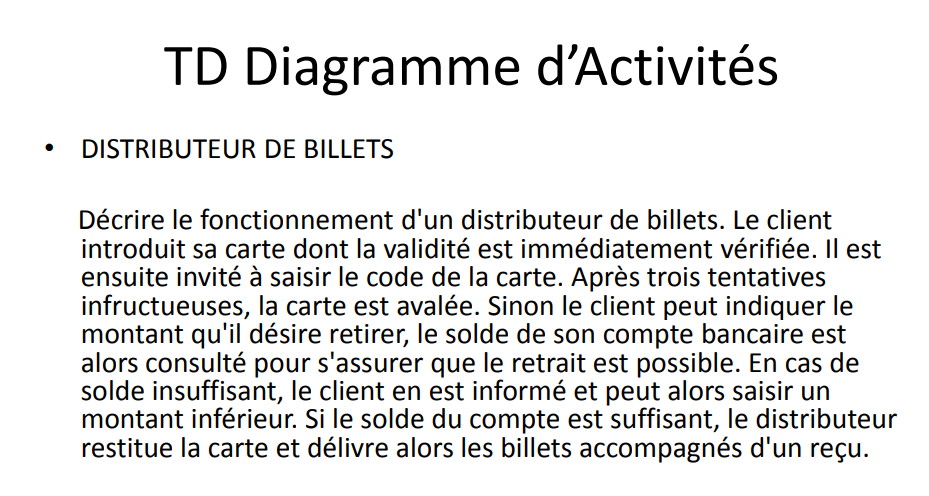 TD Diagramme d’Activités
• DISTRIBUTEUR DE BILLETS
Décrire le fonctionnement d'un distributeur de billets. Le client
introduit sa carte dont la validité est immédiatement vérifiée. Il est
ensuite invité à saisir le code de la carte. Après trois tentatives
infructueuses, la carte est avalée. Sinon le client peut indiquer le
montant qu'il désire retirer, le solde de son compte bancaire est
alors consulté pour s'assurer que le retrait est possible. En cas de
solde insuffisant, le client en est informé et peut alors saisir un
montant inférieur. Si le solde du compte est suffisant, le distributeur
restitue la carte et délivre alors les billets accompagnés d'un reçu.